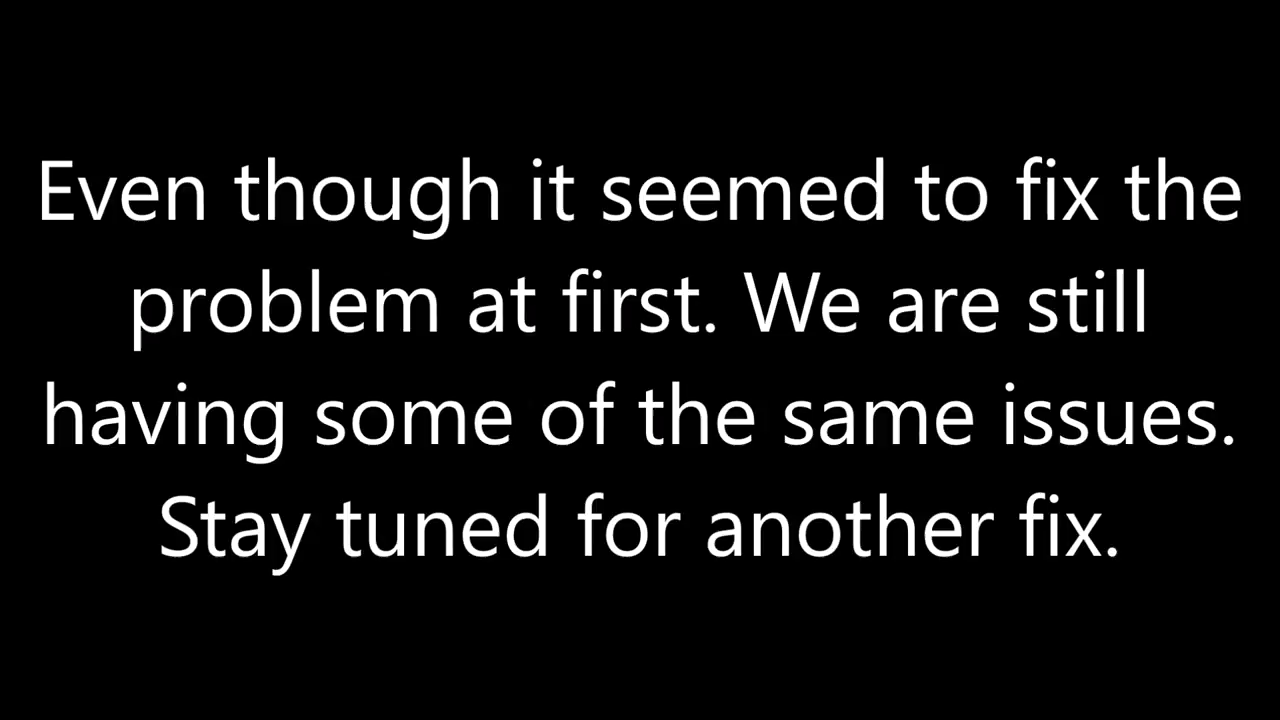 Even though it seemed to fix the
problem at first. We are still
having some of the same issues.
Stay tuned for another fix.